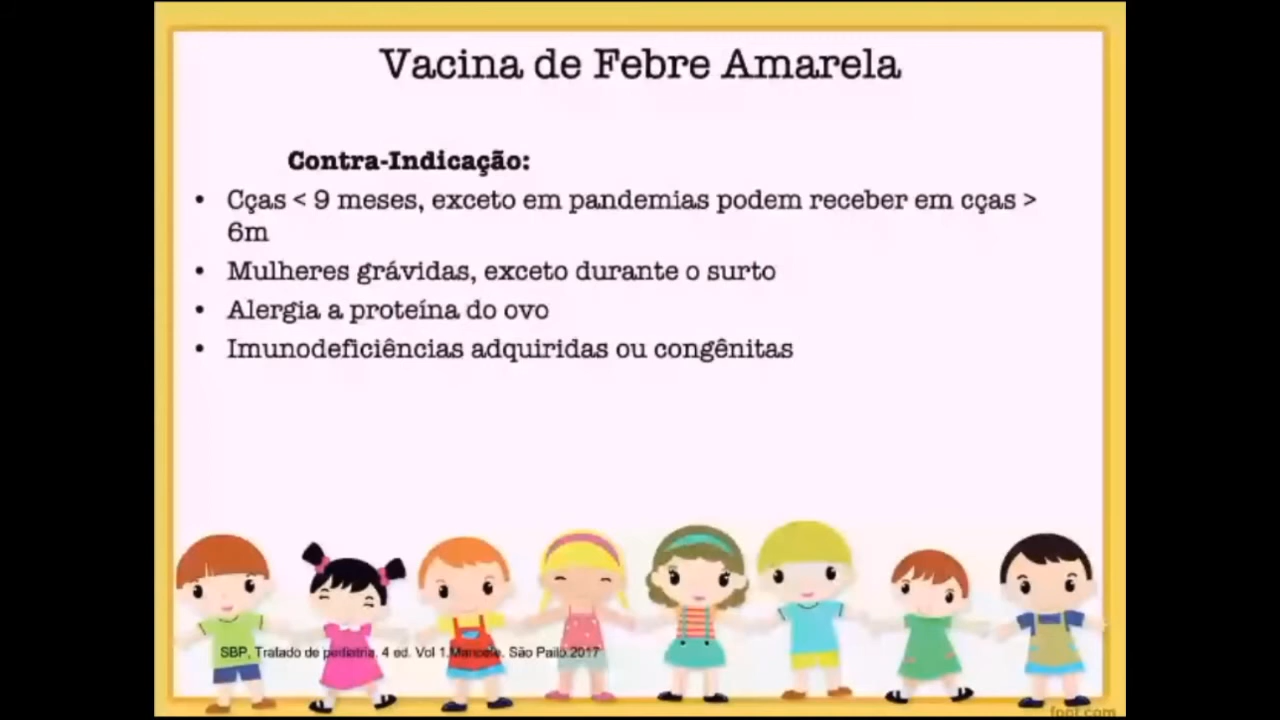 Vacina de Febre Amarela
Contra-Indicação:
• Cças < 9 meses, exceto em pandemias podem receber em cças >
6m
• Mulheres grávidas, exceto durante o surto
• Alergia a proteína do ovo
• Imunodeficiências adquiridas ou congênitas
SBP, Tratado de pediatria. 4 ed. Vol 1. São Paulo.2017